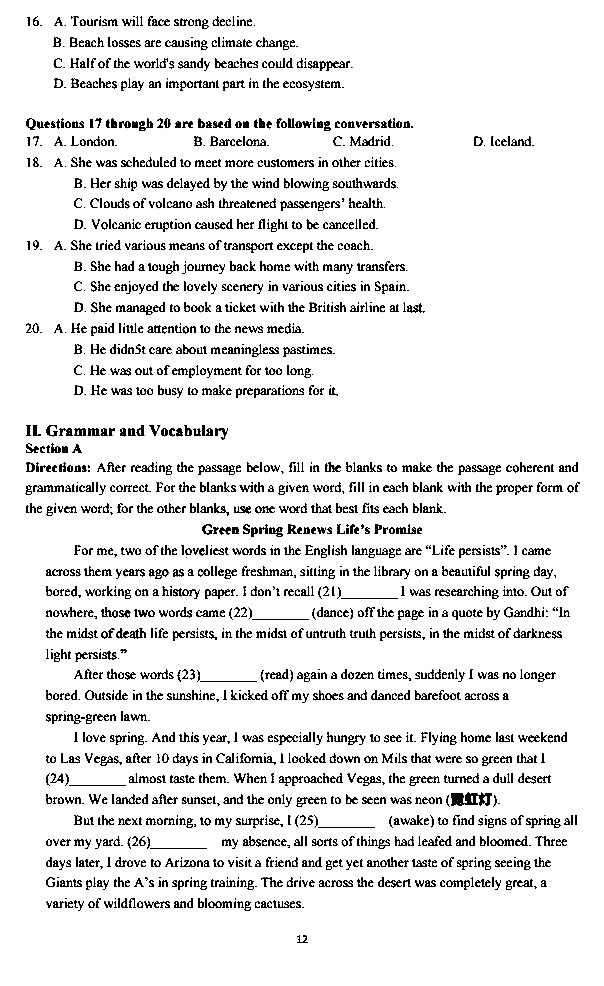 16. A. Tourism will face strong decline.
B. Beach losses are causing climate change.
C. Half of the world's sandy beaches could disappear.
D. Beaches play an important part in the ecosystem.
Questions 17 through 20 are based on the following conversation.
17. A. London. B. Barcelona. C. Madrid. D. Iceland.
18. A. She was scheduled to meet more customers in other cities.
B. Her ship was delayed by the wind blowing southwards.
C. Clouds of volcano ash threatened passengers' health.
D. Volcanic eruption caused her flight to be cancelled.
19. A. She tried various means of transport except the coach.
B. She had a tough journey back home with many transfers.
C. She enjoyed the lovely scenery in various cities in Spain.
D. She managed to book a ticket with the British airline at last.
20. A. He paid little attention to the news media.
B. He didn5t care about meaningless pastimes.
C. He was out of employment for too long.
D. He was too busy to make preparations for it.
II. Grammar and Vocabulary
Section A
Directions: After reading the passage below, fill in the blanks to make the passage coherent and
grammatically correct. For the blanks with a given word, fill in each blank with the proper form of
the given word; for the other blanks, use one word that best fits each blank.
Green Spring Renews Life's Promise
For me, two of the loveliest words in the English language are “Life persists”. I came
across them years ago as a college freshman, sitting in the library on a beautiful spring day,
bored, working on a history paper. I don't recall (21)________ I was researching into. Out of
nowhere, those two words came (22)________ (dance) off the page in a quote by Gandhi: “In
the midst of death life persists, in the midst of untruth truth persists, in the midst of darkness
light persists.”
After those words (23)________ (read) again a dozen times, suddenly I was no longer
bored. Outside in the sunshine, I kicked off my shoes and danced barefoot across a
spring-green lawn.
I love spring. And this year, I was especially hungry to see it. Flying home last weekend
to Las Vegas, after 10 days in California, I looked down on Mils that were so green that I
(24)________ almost taste them. When I approached Vegas, the green turned a dull desert
brown. We landed after sunset, and the only green to be seen was neon (霓虹灯).
But the next morning, to my surprise, I (25)________ (awake) to find signs of spring all
over my yard. (26)________ my absence, all sorts of things had leafed and bloomed. Three
days later, I drove to Arizona to visit a friend and get yet another taste of spring seeing the
Giants play the A's in spring training. The drive across the desert was completely great, a
variety of wildflowers and blooming cactuses.
12